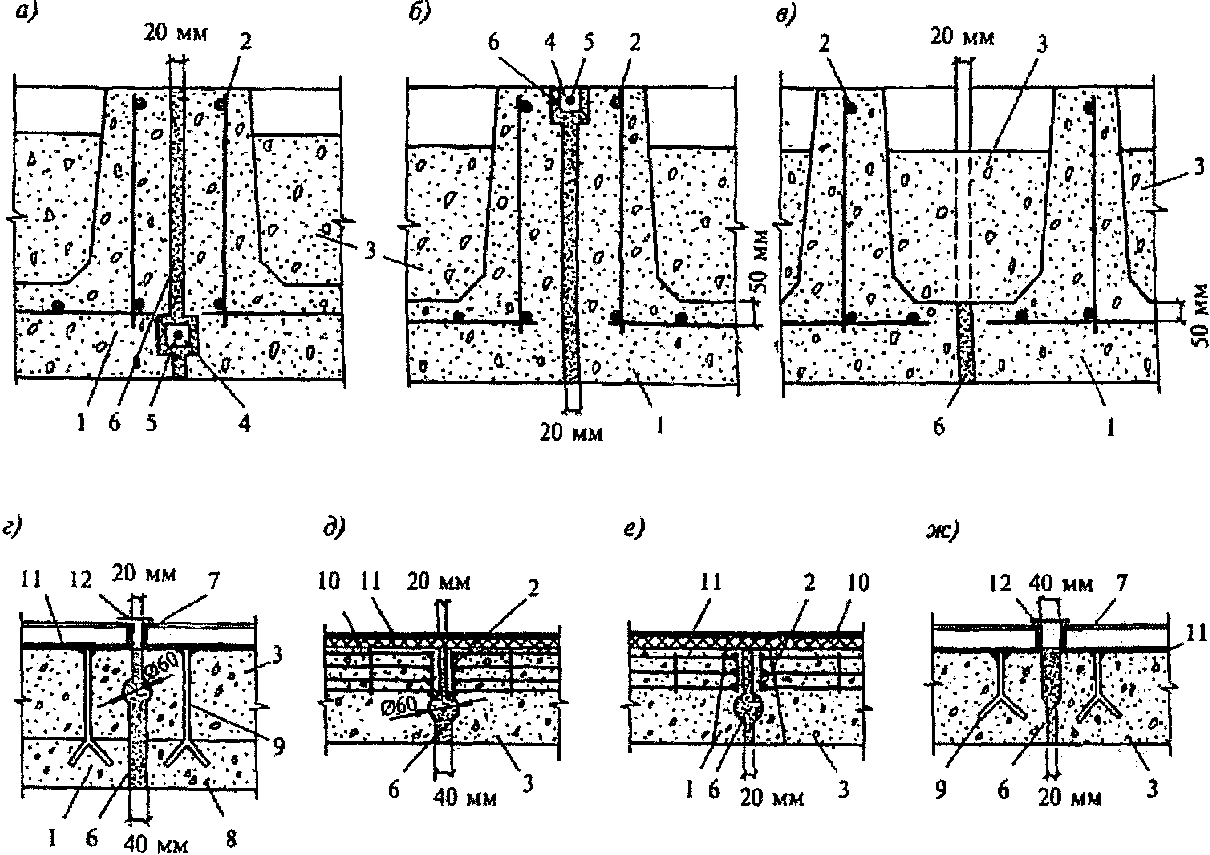 а)
20 мм 2
3
1 6 5 4
б)
6 4 5 2
50 мм
20 мм 1
в)
2 20 мм 3
3
50 мм
6 1
г)
11 12 20 мм 7
3
Ø60
9
1 6 8
40 мм
д)
10 11 20 мм 2
Ø60
6 3
40 мм
е)
11 2 10
1 6 3
20 мм
ж)
12 40 мм 7
11
9 6 3
20 мм